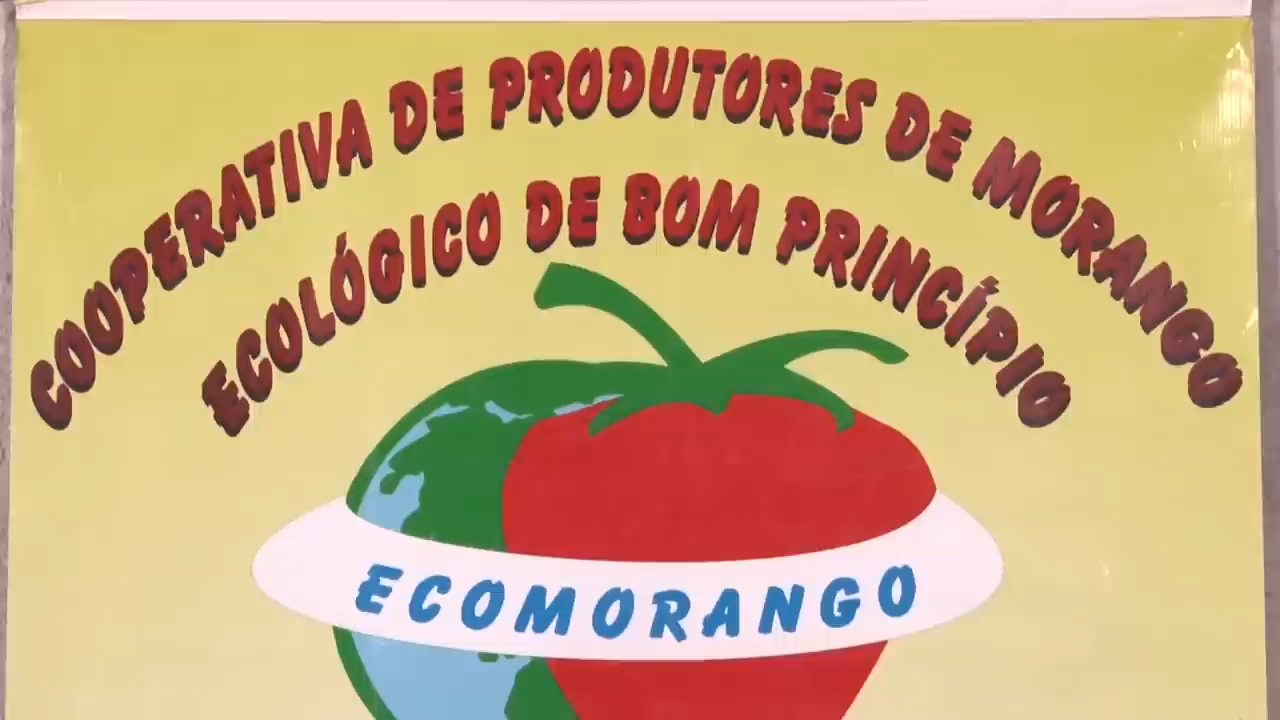 COOPERATIVA DE PRODUTORES DE MORANGO
ECOLÓGICO DE BOM PRINCÍPIO
ECOMORANGO